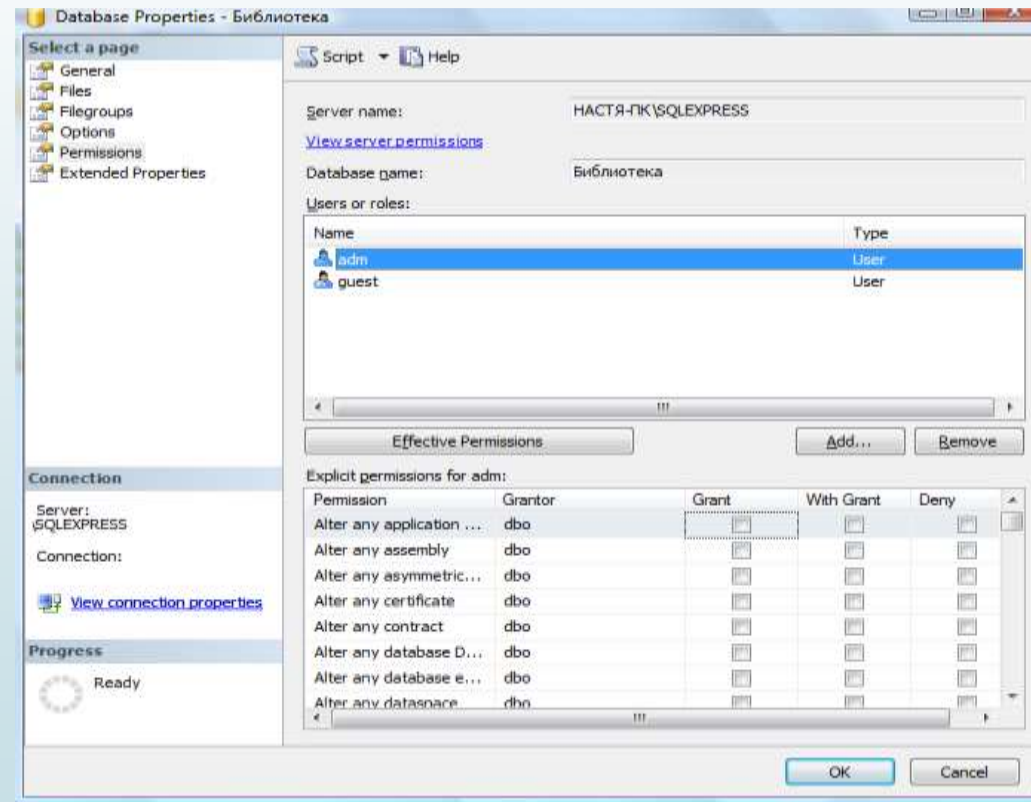 Database Properties - Библиотека
Select a page
General
Files
Filegroups
Options
Permissions
Extended Properties
Script Help
Server name: НАСТЯ-ПК\SQLEXPRESS
View server permissions
Database name: Библиотека
Users or roles:
Name Type
adm User
guest User
Effective Permissions Add... Remove
Connection
Server:
\SQLEXPRESS
Connection:
View connection properties
Progress
Ready
Explicit permissions for adm:
Permission Grantor Grant With Grant Deny
Alter any application ... dbo
Alter any assembly dbo
Alter any asymmetric... dbo
Alter any certificate dbo
Alter any contract dbo
Alter any database D... dbo
Alter any database e... dbo
Alter any dataspace dbo
OK Cancel